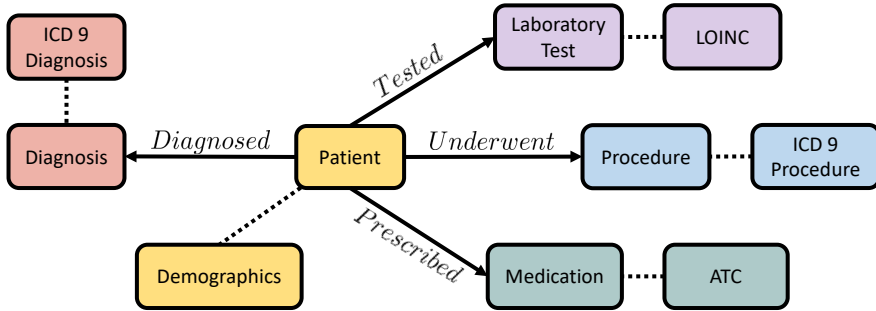 ICD 9
Diagnosis
Laboratory
Test
LOINC
Tested
Diagnosis
Diagnosed
Patient
Underwent
Procedure
ICD 9
Procedure
Prescribed
Demographics
Medication
ATC